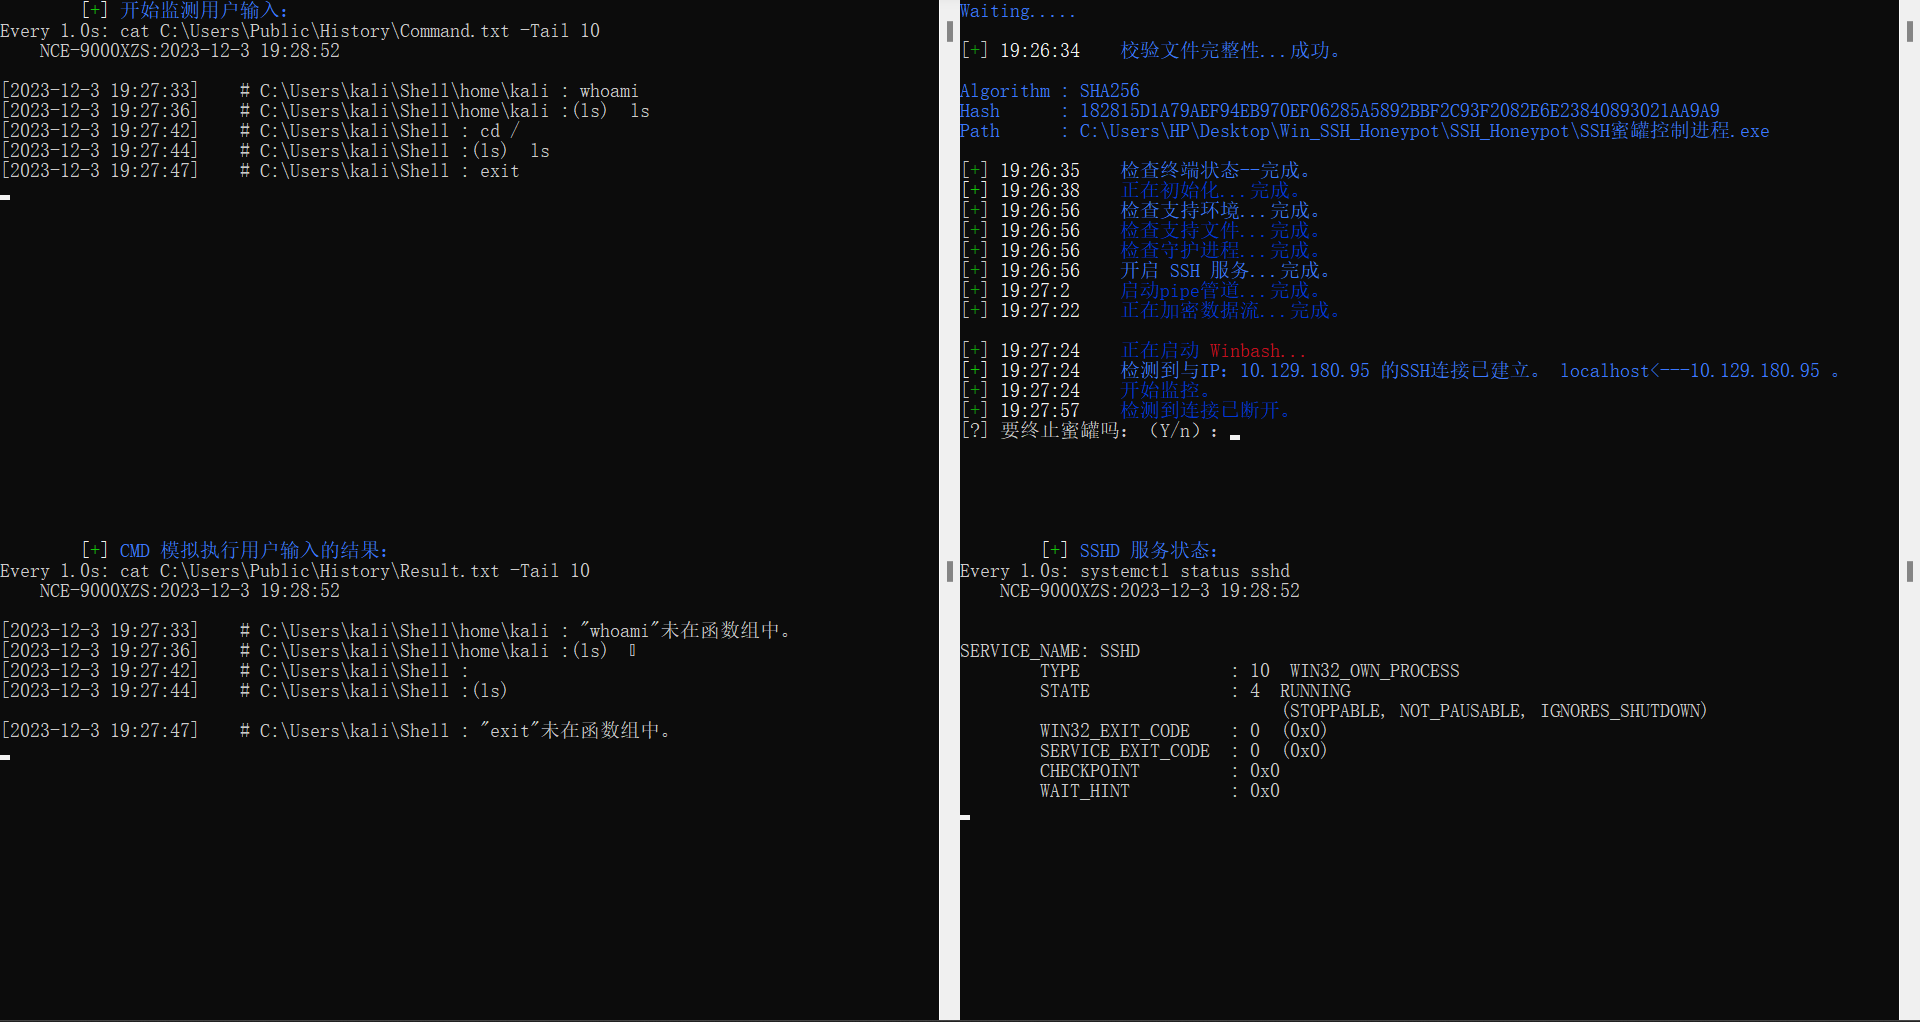 [+] 开始监测用户输入：
Every 1.0s: cat C:\Users\Public\History\Command.txt -Tail 10
NCE-9000XZS:2023-12-3 19:28:52
[2023-12-3 19:27:33] # C:\Users\kali\Shell\home\kali : whoami
[2023-12-3 19:27:36] # C:\Users\kali\Shell\home\kali :(ls) ls
[2023-12-3 19:27:42] # C:\Users\kali\Shell : cd /
[2023-12-3 19:27:44] # C:\Users\kali\Shell :(ls) ls
[2023-12-3 19:27:47] # C:\Users\kali\Shell : exit
Waiting.....
[+] 19:26:34 校验文件完整性...成功。
Algorithm : SHA256
Hash : 182815D1A79AEF94EB970EF06285A5892BBF2C93F2082E6E23840893021AA9A9
Path : C:\Users\HP\Desktop\Win_SSH_Honeypot\SSH_Honeypot\SSH蜜罐控制进程.exe
[+] 19:26:35 检查终端状态--完成。
[+] 19:26:38 正在初始化...完成。
[+] 19:26:56 检查支持环境...完成。
[+] 19:26:56 检查支持文件...完成。
[+] 19:26:56 检查守护进程...完成。
[+] 19:26:56 开启 SSH 服务...完成。
[+] 19:27:2 启动pipe管道...完成。
[+] 19:27:22 正在加密数据流...完成。
[+] 19:27:24 正在启动 Winbash...
[+] 19:27:24 检测到与IP：10.129.180.95 的SSH连接已建立。 localhost<---10.129.180.95 。
[+] 19:27:24 开始监控。
[+] 19:27:57 检测到连接已断开。
[?] 要终止蜜罐吗：（Y/n）：
[+] CMD 模拟执行用户输入的结果：
Every 1.0s: cat C:\Users\Public\History\Result.txt -Tail 10
NCE-9000XZS:2023-12-3 19:28:52
[2023-12-3 19:27:33] # C:\Users\kali\Shell\home\kali : "whoami"未在函数组中。
[2023-12-3 19:27:36] # C:\Users\kali\Shell\home\kali :(ls)
[2023-12-3 19:27:42] # C:\Users\kali\Shell :
[2023-12-3 19:27:44] # C:\Users\kali\Shell :(ls)
[2023-12-3 19:27:47] # C:\Users\kali\Shell : "exit"未在函数组中。
[+] SSHD 服务状态：
Every 1.0s: systemctl status sshd
NCE-9000XZS:2023-12-3 19:28:52
SERVICE_NAME: SSHD
TYPE : 10 WIN32_OWN_PROCESS
STATE : 4 RUNNING
(STOPPABLE, NOT_PAUSABLE, IGNORES_SHUTDOWN)
WIN32_EXIT_CODE : 0 (0x0)
SERVICE_EXIT_CODE : 0 (0x0)
CHECKPOINT : 0x0
WAIT_HINT : 0x0